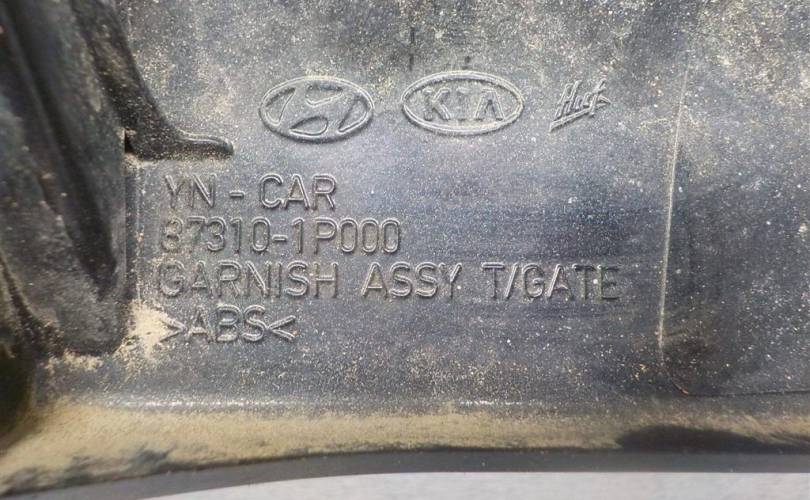 KIA
YN - CAR
87310-1P000
GARNISH ASSY T/GATE
>ABS<